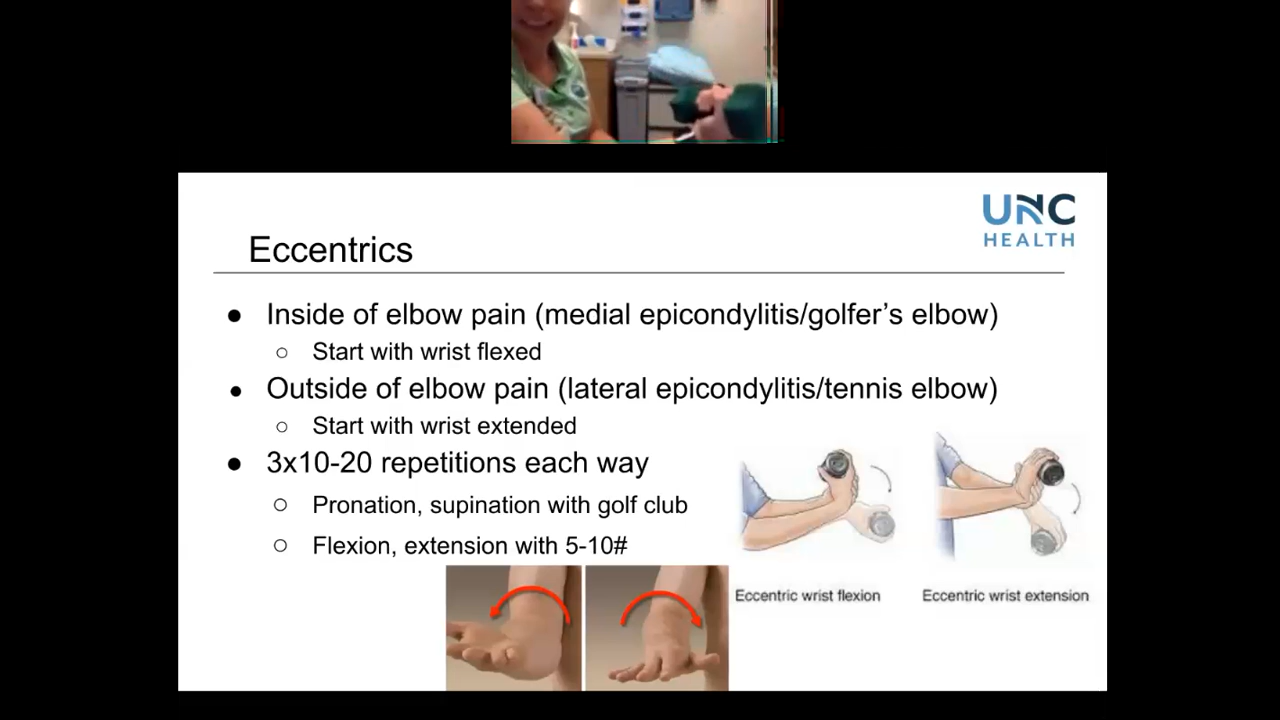 UNC
HEALTH
Eccentrics
● Inside of elbow pain (medial epicondylitis/golfer’s elbow)
○ Start with wrist flexed
● Outside of elbow pain (lateral epicondylitis/tennis elbow)
○ Start with wrist extended
● 3x10-20 repetitions each way
○ Pronation, supination with golf club
○ Flexion, extension with 5-10#
Eccentric wrist flexion
Eccentric wrist extension